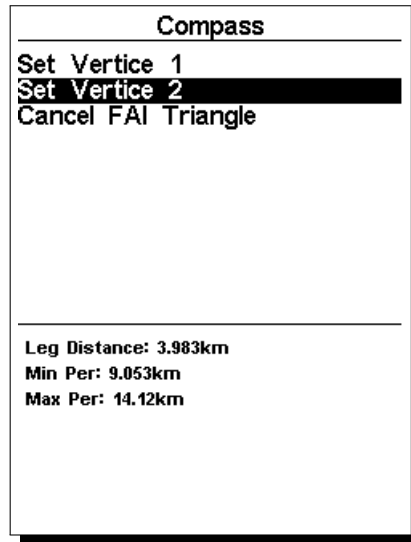 Compass
Set Vertice 1
Set Vertice 2
Cancel FAI Triangle
Leg Distance: 3.983km
Min Per: 9.053km
Max Per: 14.12km